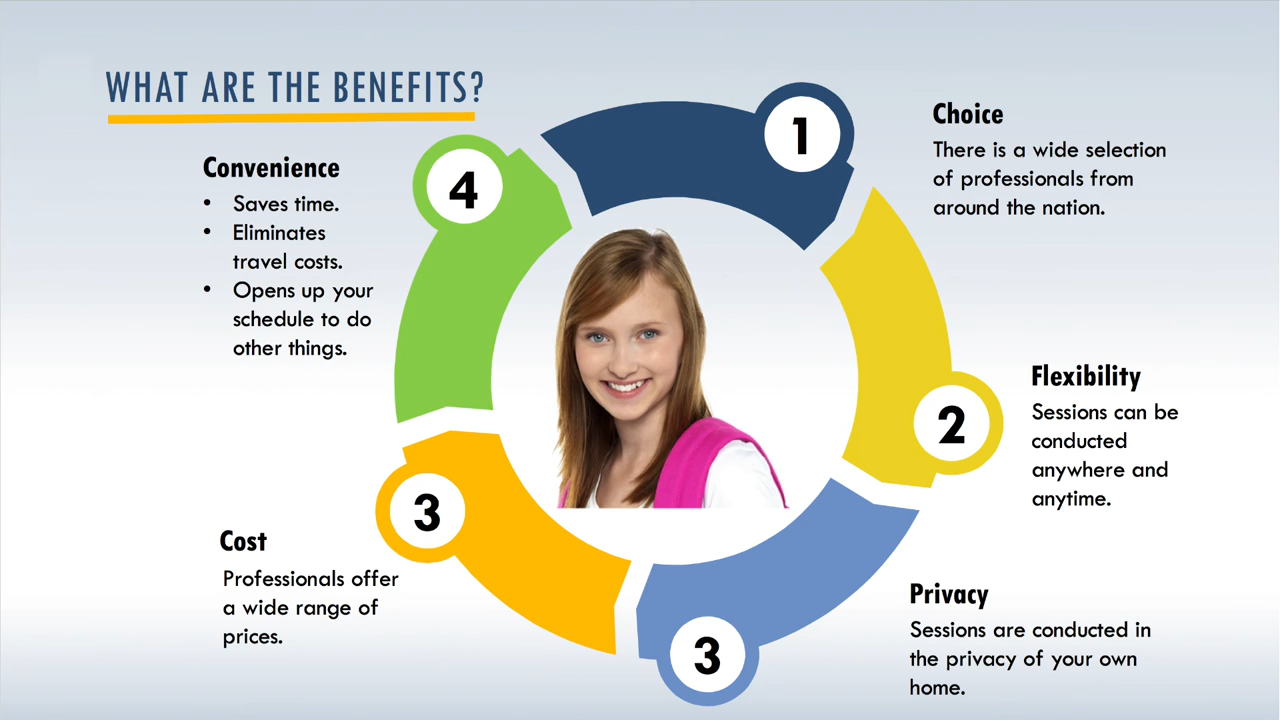 WHAT ARE THE BENEFITS?
1
Choice
There is a wide selection
of professionals from
around the nation.
2
Flexibility
Sessions can be
conducted
anywhere and
anytime.
3
Privacy
Sessions are conducted in
the privacy of your own
home.
3
Cost
Professionals offer
a wide range of
prices.
4
Convenience
• Saves time.
• Eliminates
travel costs.
• Opens up your
schedule to do
other things.